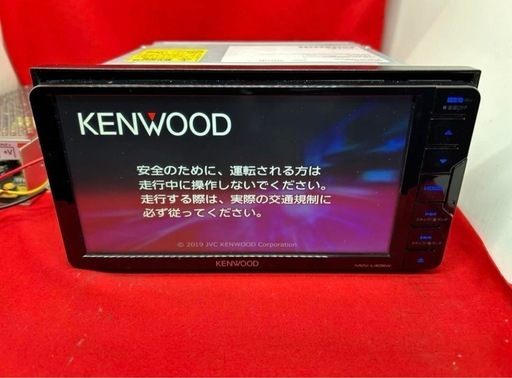 KENWOOD
安全のために、運転される方は
走行中に操作しないでください。
走行する際は、実際の交通規制に
必ず従ってください。
© 2019 JVC KENWOOD Corporation
KENWOOD
HOME